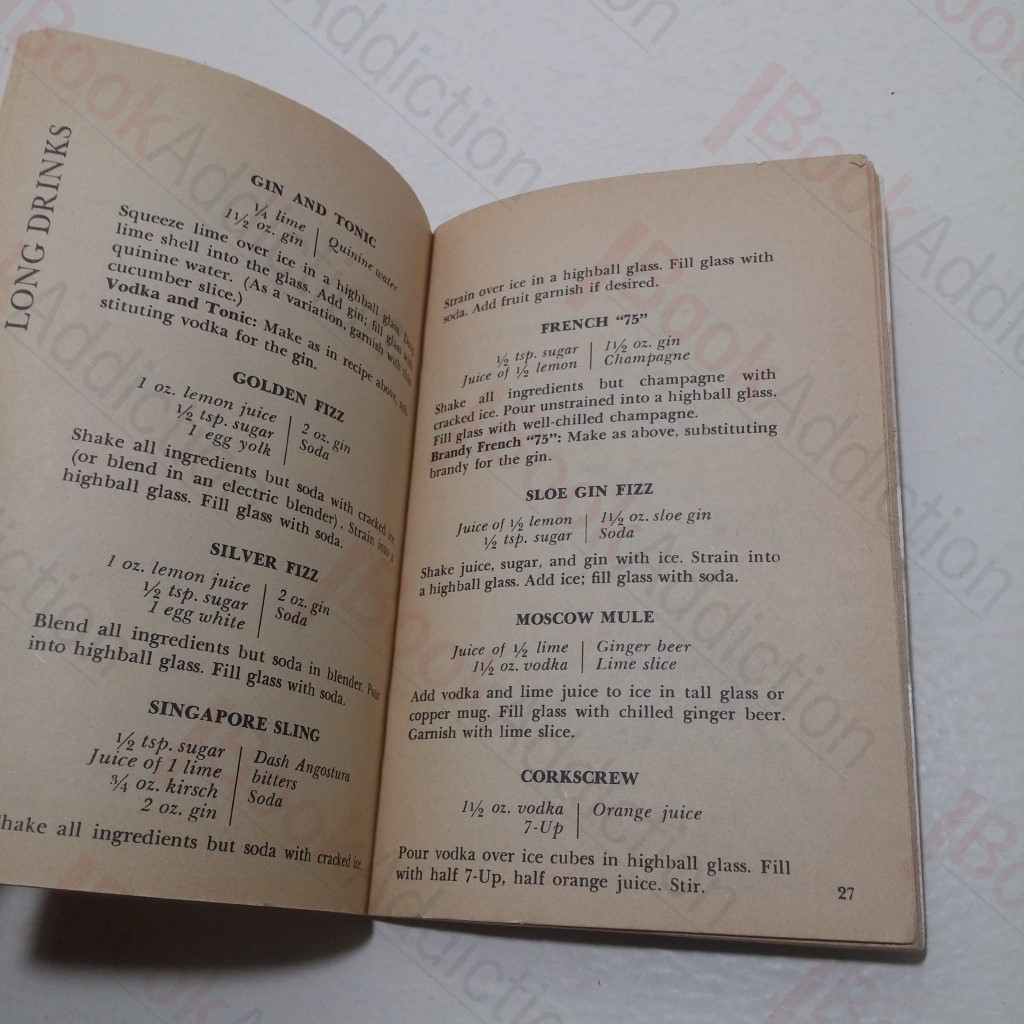 LONG DRINKS
GIN AND TONIC
¼ lime
1½ oz. gin
Quinine water
Squeeze lime over ice in a highball glass. Drop
lime shell into the glass. Add gin; fill glass with
quinine water. (As a variation, garnish with
cucumber slice.)
Vodka and Tonic: Make as in recipe above, sub-
stituting vodka for the gin.
GOLDEN FIZZ
1 oz. lemon juice
½ tsp. sugar
1 egg yolk
2 oz. gin
Soda
Shake all ingredients but soda with cracked ice
(or blend in an electric blender). Strain into a
highball glass. Fill glass with soda.
SILVER FIZZ
1 oz. lemon juice
½ tsp. sugar
1 egg white
2 oz. gin
Soda
Blend all ingredients but soda in blender. Pour
into highball glass. Fill glass with soda.
SINGAPORE SLING
½ tsp. sugar
Juice of 1 lime
¾ oz. kirsch
2 oz. gin
Dash Angostura
bitters
Soda
Shake all ingredients but soda with cracked ice.
Strain over ice in a highball glass. Fill glass with
soda. Add fruit garnish if desired.
FRENCH “75”
½ tsp. sugar
Juice of ½ lemon
1½ oz. gin
Champagne
Shake all ingredients but champagne with
cracked ice. Pour unstrained into a highball glass.
Fill glass with well-chilled champagne.
Brandy French “75”: Make as above, substituting
brandy for the gin.
SLOE GIN FIZZ
Juice of ½ lemon
½ tsp. sugar
1½ oz. sloe gin
Soda
Shake juice, sugar, and gin with ice. Strain into
a highball glass. Add ice; fill glass with soda.
MOSCOW MULE
Juice of ½ lime
1½ oz. vodka
Ginger beer
Lime slice
Add vodka and lime juice to ice in tall glass or
copper mug. Fill glass with chilled ginger beer.
Garnish with lime slice.
CORKSCREW
1½ oz. vodka
7-Up
Orange juice
Pour vodka over ice cubes in highball glass. Fill
with half 7-Up, half orange juice. Stir.
27
BookAddiction